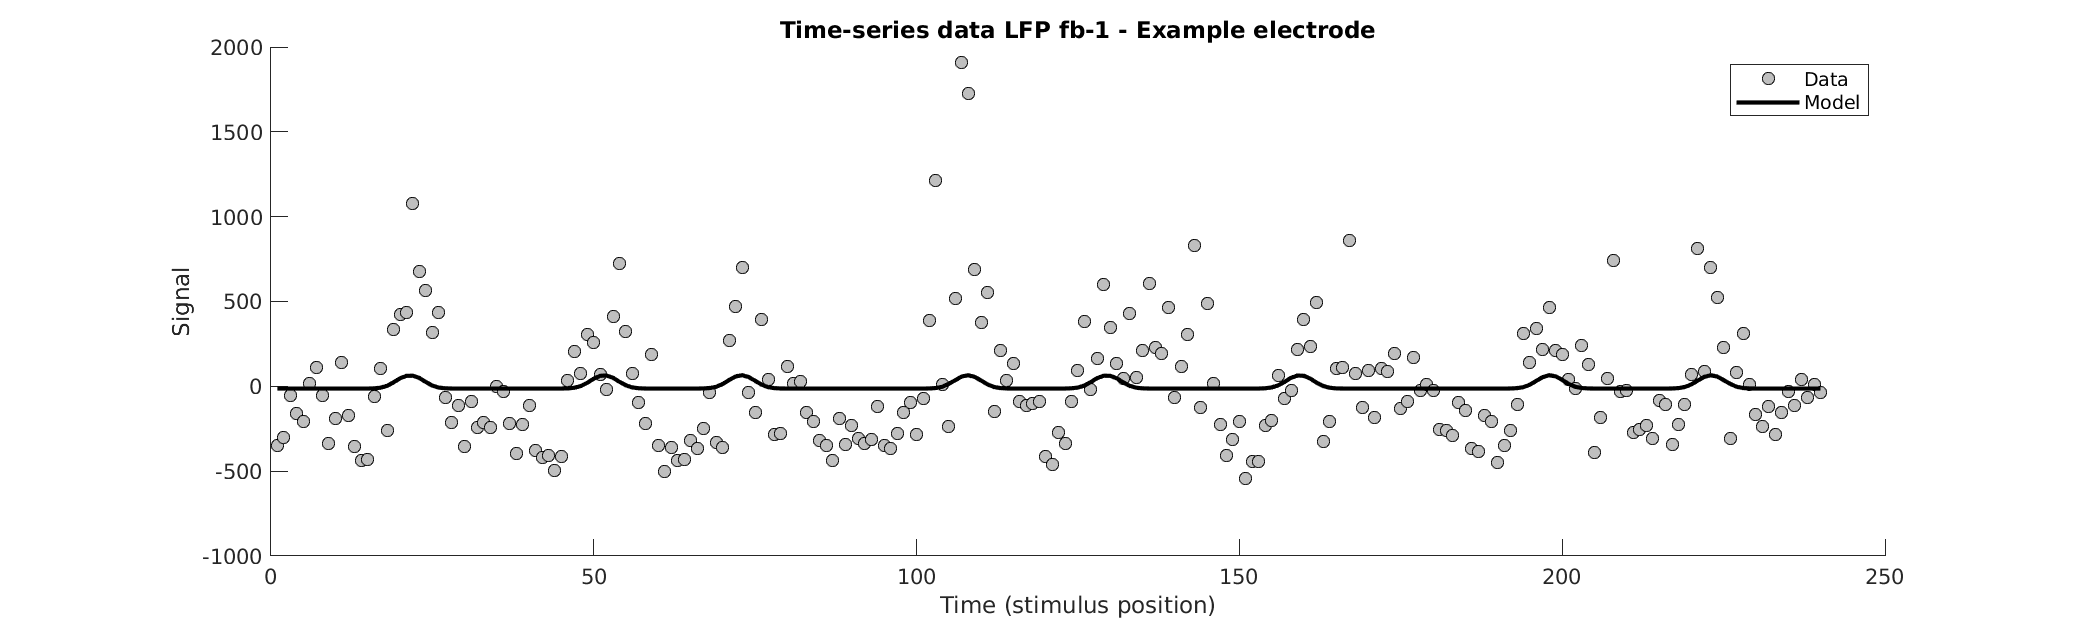 Time-series data LFP fb-1 - Example electrode
2000
1500
1000
500
0
-500
-1000
Signal
Data
Model
0 50 100 150 200 250
Time (stimulus position)